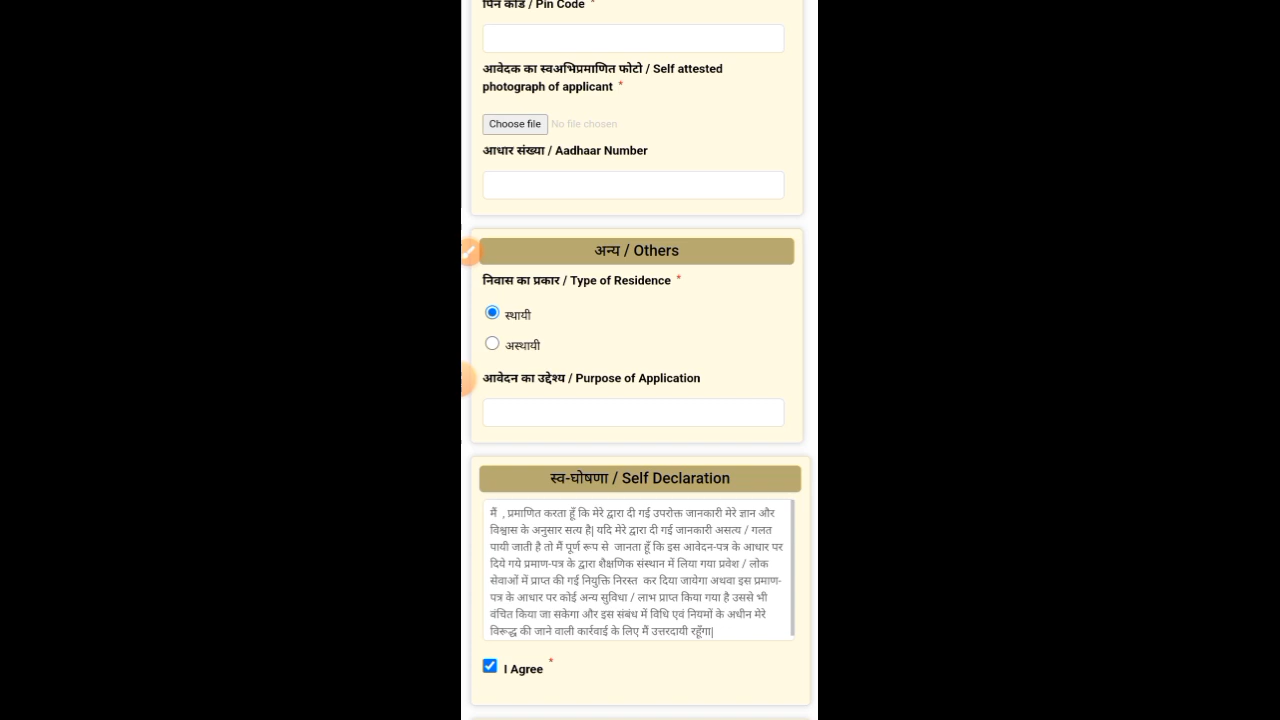 पिन कोड / Pin Code *
आवेदक का स्वअभिप्रमाणित फोटो / Self attested
photograph of applicant *
Choose file No file chosen
आधार संख्या / Aadhaar Number
अन्य / Others
निवास का प्रकार / Type of Residence *
स्थायी
अस्थायी
आवेदन का उद्देश्य / Purpose of Application
स्व-घोषणा / Self Declaration
मैं , प्रमाणित करता हूँ कि मेरे द्वारा दी गई उपरोक्त जानकारी मेरे ज्ञान और
विश्वास के अनुसार सत्य है| यदि मेरे द्वारा दी गई जानकारी असत्य / गलत
पायी जाती है तो मैं पूर्ण रूप से जानता हूँ कि इस आवेदन-पत्र के आधार पर
दिये गये प्रमाण-पत्र के द्वारा शैक्षणिक संस्थान में लिया गया प्रवेश / लोक
सेवाओं में प्राप्त की गई नियुक्ति निरस्त कर दिया जायेगा अथवा इस प्रमाण-
पत्र के आधार पर कोई अन्य सुविधा / लाभ प्राप्त किया गया है उससे भी
वंचित किया जा सकेगा और इस संबंध में विधि एवं नियमों के अधीन मेरे
विरूद्ध की जाने वाली कार्रवाई के लिए मैं उत्तरदायी रहूँगा|
I Agree *